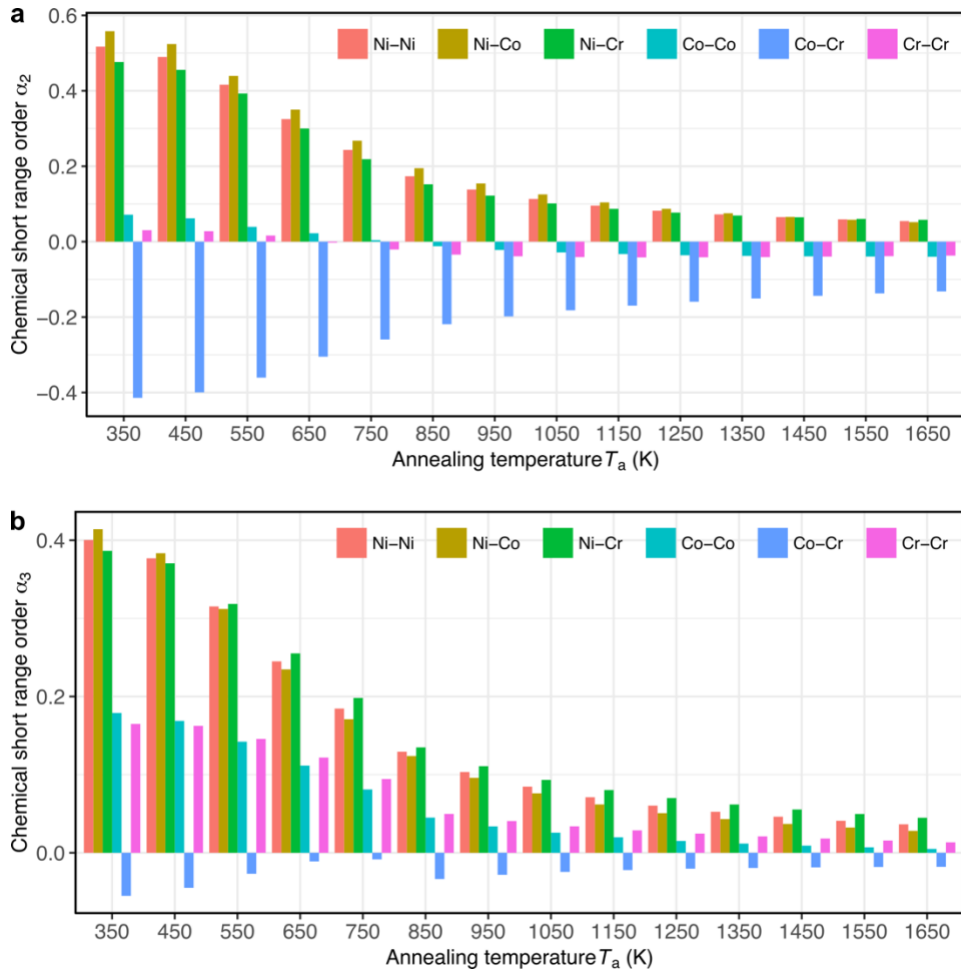 a
Chemical short range order α2
0.6
0.4
0.2
0.0
−0.2
−0.4
Ni−Ni Ni−Co Ni−Cr Co−Co Co−Cr Cr−Cr
350 450 550 650 750 850 950 1050 1150 1250 1350 1450 1550 1650
Annealing temperature Ta (K)
b
Chemical short range order α3
0.4
0.2
0.0
Ni−Ni Ni−Co Ni−Cr Co−Co Co−Cr Cr−Cr
350 450 550 650 750 850 950 1050 1150 1250 1350 1450 1550 1650
Annealing temperature Ta (K)